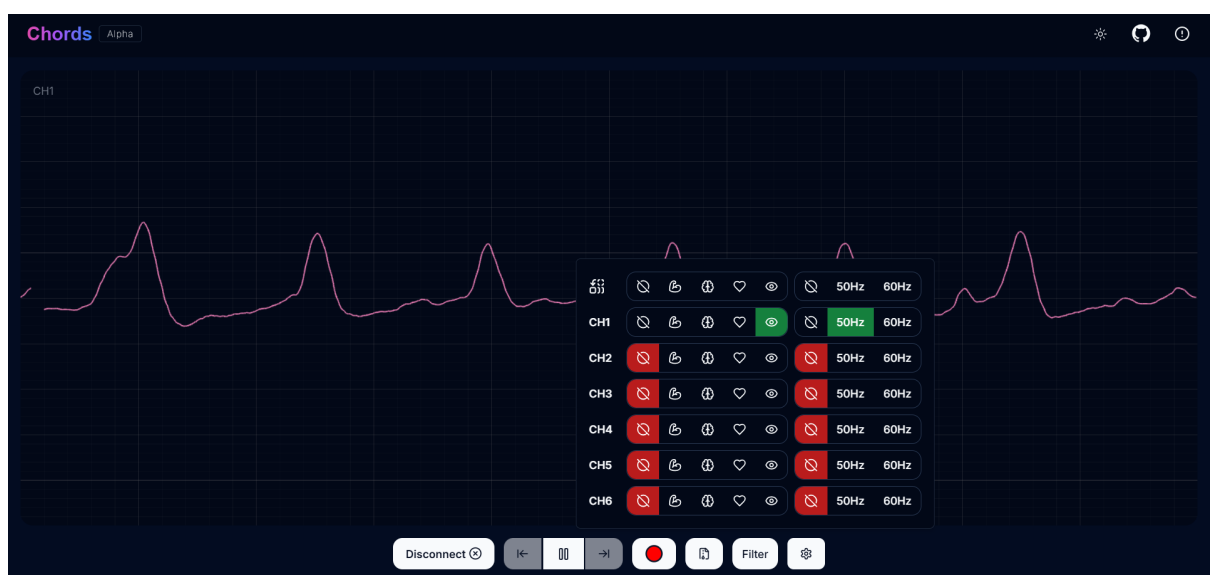 Chords Alpha
CH1
50Hz 60Hz
CH1 50Hz 60Hz
CH2 50Hz 60Hz
CH3 50Hz 60Hz
CH4 50Hz 60Hz
CH5 50Hz 60Hz
CH6 50Hz 60Hz
Disconnect Filter